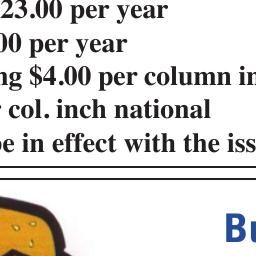 23.00 per year
00 per year
ng $4.00 per column in
col. inch national
be in effect with the iss
Bu